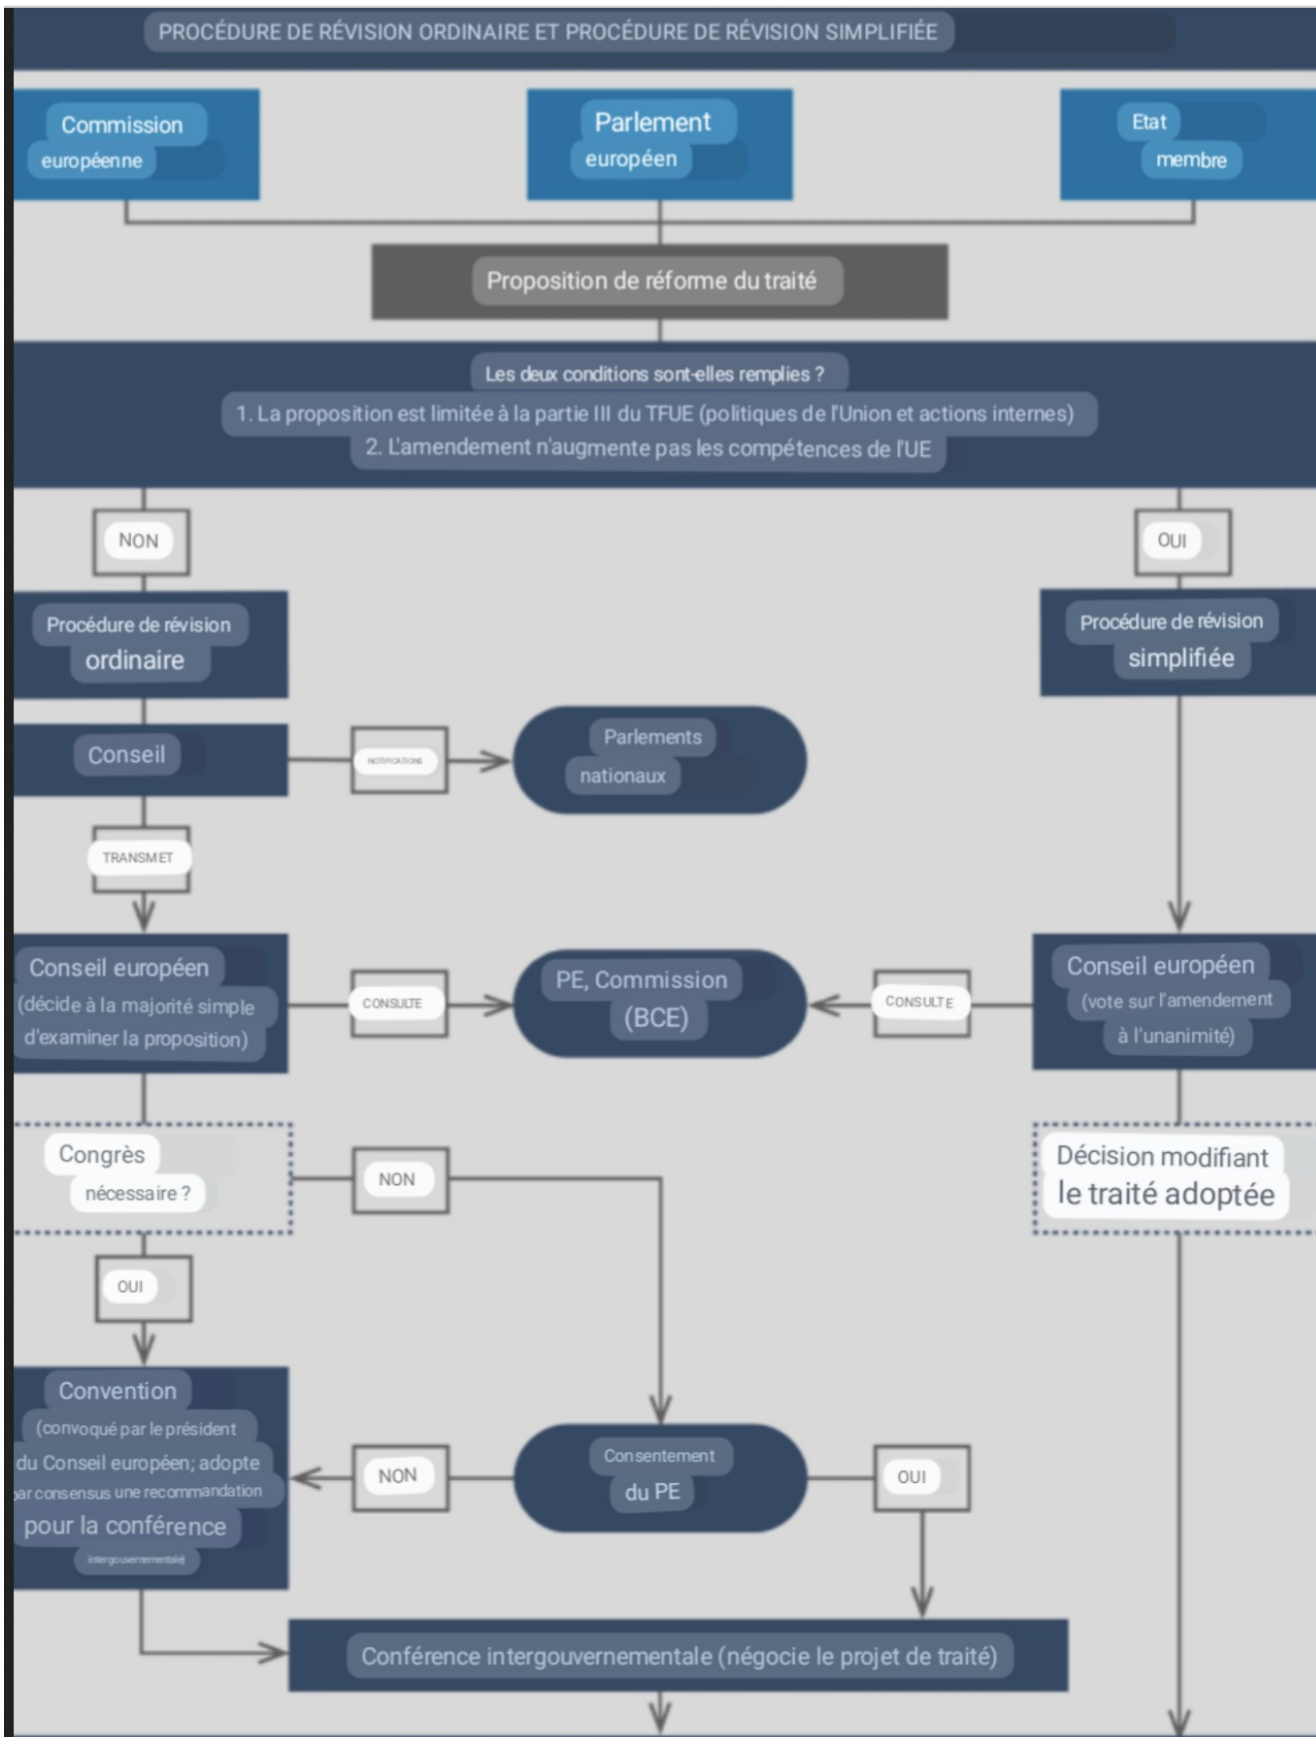 PROCÉDURE DE RÉVISION ORDINAIRE ET PROCÉDURE DE RÉVISION SIMPLIFIÉE
Commission
européenne
Parlement
européen
Etat
membre
Proposition de réforme du traité
Les deux conditions sont-elles remplies ?
1. La proposition est limitée à la partie III du TFUE (politiques de l'Union et actions internes)
2. L'amendement n'augmente pas les compétences de l'UE
NON
OUI
Procédure de révision
ordinaire
Procédure de révision
simplifiée
Conseil
NOTIFICATIONS
Parlements
nationaux
TRANSMET
Conseil européen
(décide à la majorité simple
d'examiner la proposition)
CONSULTE
PE, Commission
(BCE)
CONSULTE
Conseil européen
(vote sur l'amendement
à l'unanimité)
Congrès
nécessaire ?
NON
Décision modifiant
le traité adoptée
OUI
Convention
(convoqué par le président
du Conseil européen; adopte
par consensus une recommandation
pour la conférence
intergouvernementale)
NON
Consentement
du PE
OUI
Conférence intergouvernementale (négocie le projet de traité)